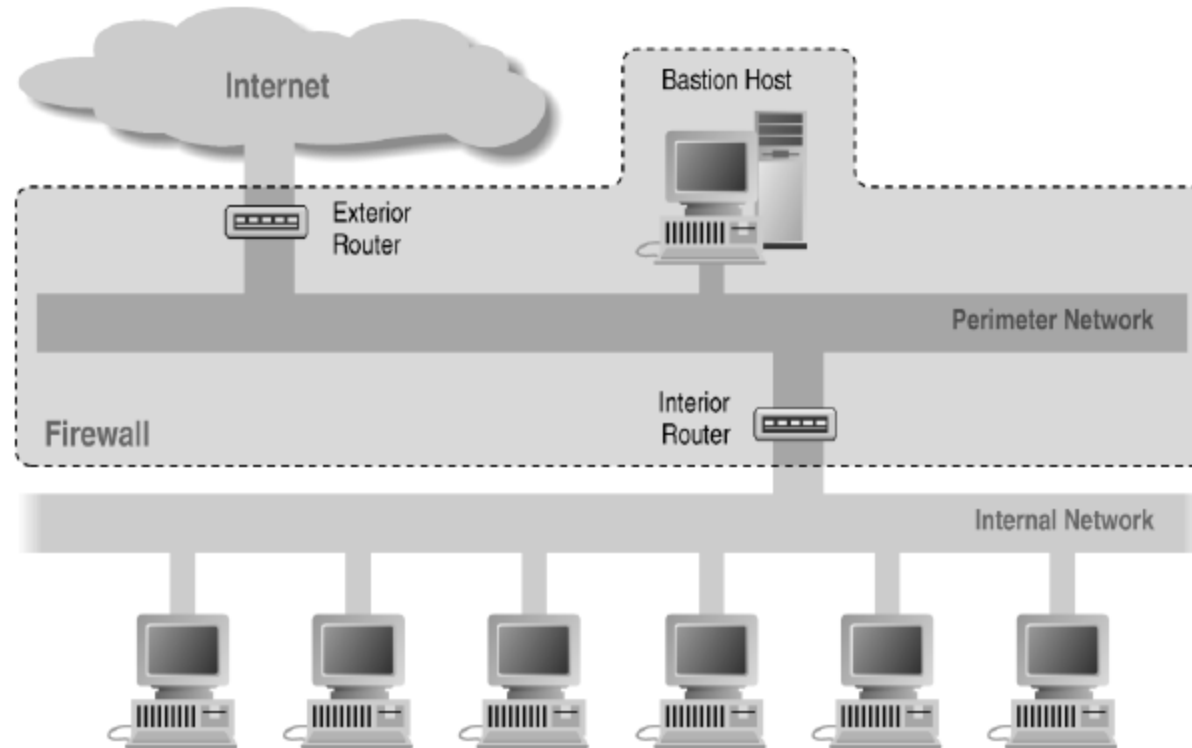 Internet
Bastion Host
Exterior
Router
Perimeter Network
Interior
Router
Firewall
Internal Network